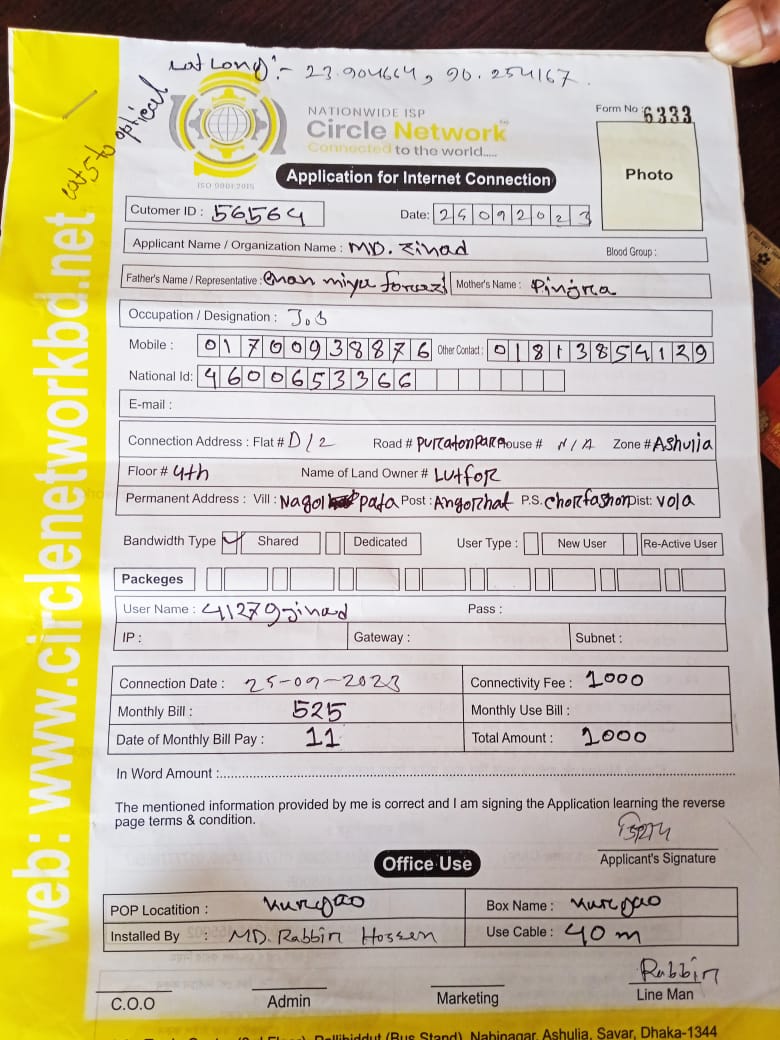 Lat Long :- 23.904664, 90.254167.
cat5 to optical
NATIONWIDE ISP
Circle Network
Connected to the world.....
ISO 9001:2015
Form No : 6333
Photo
Application for Internet Connection
Cutomer ID : 56564
Date: 25092023
Applicant Name / Organization Name : MD. Jihad
Blood Group :
Father's Name / Representative : miya
Mother's Name :
Occupation / Designation : Job
Mobile : 01700938876 Other Contact : 01813854129
National Id: 4600653366
E-mail :
Connection Address : Flat # D/2 Road # Puratonpara House # N/A Zone # Ashulia
Floor # 4th Name of Land Owner # Lutfor
Permanent Address : Vill : Nagor pada Post : Angorhat P.S. Chorfashon Dist: vola
Bandwidth Type Shared Dedicated User Type : New User Re-Active User
Packeges
User Name : 41279jihad Pass :
IP : Gateway : Subnet :
Connection Date : 25-09-2023 Connectivity Fee : 1000
Monthly Bill : 525 Monthly Use Bill :
Date of Monthly Bill Pay : 11 Total Amount : 1000
In Word Amount :
The mentioned information provided by me is correct and I am signing the Application learning the reverse
page terms & condition.
Applicant's Signature
Office Use
POP Locatition : Kurgao Box Name : Kurgao
Installed By : MD. Rabbin Hossen Use Cable : 40 m
Rabbin
C.O.O Admin Marketing Line Man
Pallibiddut (Bus Stand), Nabinagar, Ashulia, Savar, Dhaka-1344
web: www.circlenetworkbd.net